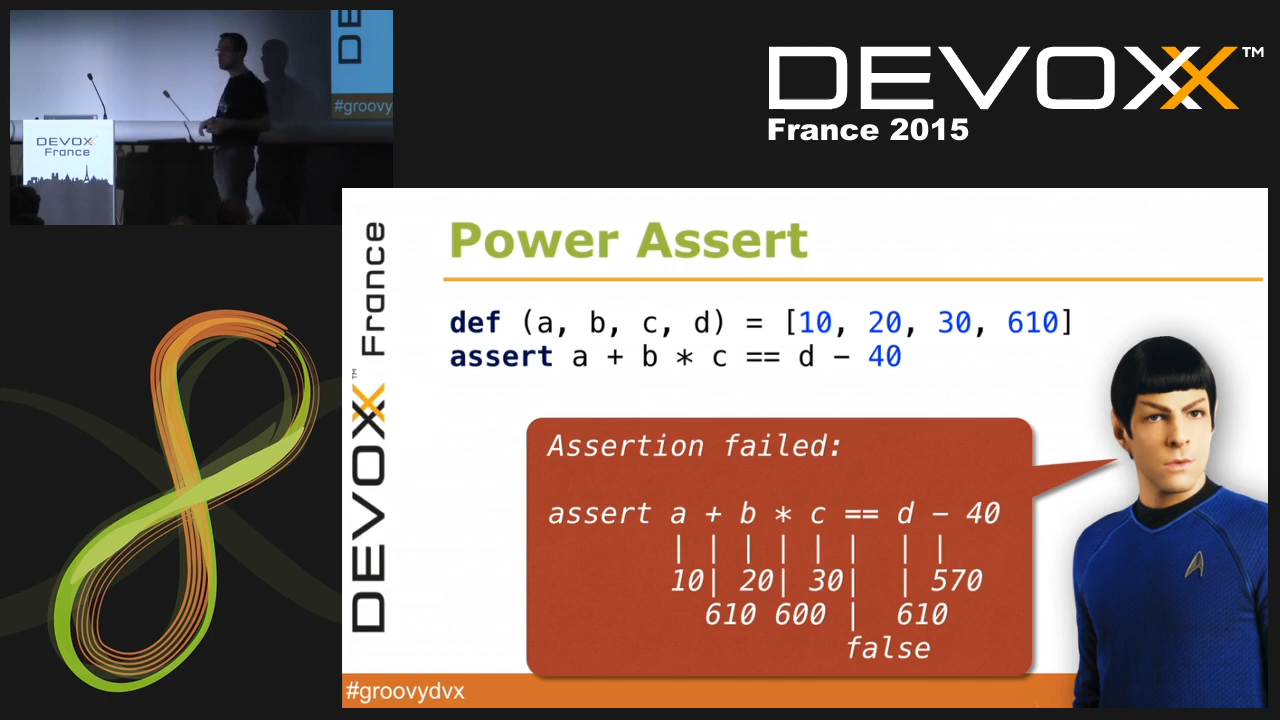 DE
#groovy
DEVOXX
France
DEVOXX™
France 2015
DEVOXX™ France
Power Assert
def (a, b, c, d) = [10, 20, 30, 610]
assert a + b * c == d − 40
Assertion failed:
assert a + b * c == d − 40
| | | | | | | |
10| 20| 30| | 570
610 600 | 610
false
#groovydvx